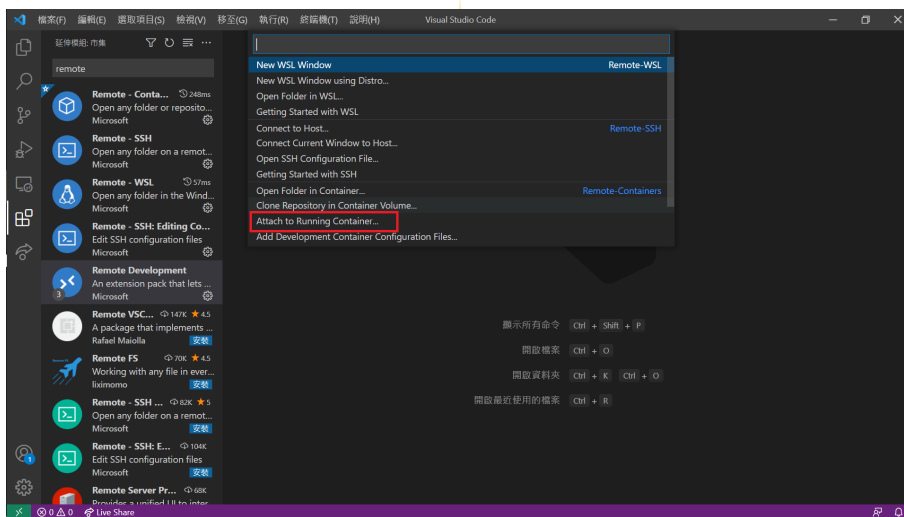 檔案(F) 編輯(E) 選取項目(S) 檢視(V) 移至(G) 執行(R) 終端機(T) 說明(H) Visual Studio Code
延伸模組: 市集
remote
Remote - Conta... 248ms
Open any folder or reposito...
Microsoft
Remote - SSH
Open any folder on a remot...
Microsoft
Remote - WSL 57ms
Open any folder in the Wind...
Microsoft
Remote - SSH: Editing Co...
Edit SSH configuration files
Microsoft
Remote Development
An extension pack that lets ...
3
Microsoft
Remote VSC... 147K ★ 4.5
A package that implements ...
Rafael Maiolla 安裝
Remote FS 70K ★ 4.5
Working with any file in ever...
liximomo 安裝
Remote - SSH ... 82K ★ 5
Open any folder on a remot...
Microsoft 安裝
Remote - SSH: E... 104K
Edit SSH configuration files
Microsoft 安裝
Remote Server Pr... 68K
Provides a unified UI to inter...
New WSL Window Remote-WSL
New WSL Window using Distro...
Open Folder in WSL...
Getting Started with WSL
Connect to Host... Remote-SSH
Connect Current Window to Host...
Open SSH Configuration File...
Getting Started with SSH
Open Folder in Container... Remote-Containers
Clone Repository in Container Volume...
Attach to Running Container...
Add Development Container Configuration Files...
顯示所有命令 Ctrl + Shift + P
開啟檔案 Ctrl + O
開啟資料夾 Ctrl + K Ctrl + O
開啟最近使用的檔案 Ctrl + R
1
0 0 Live Share